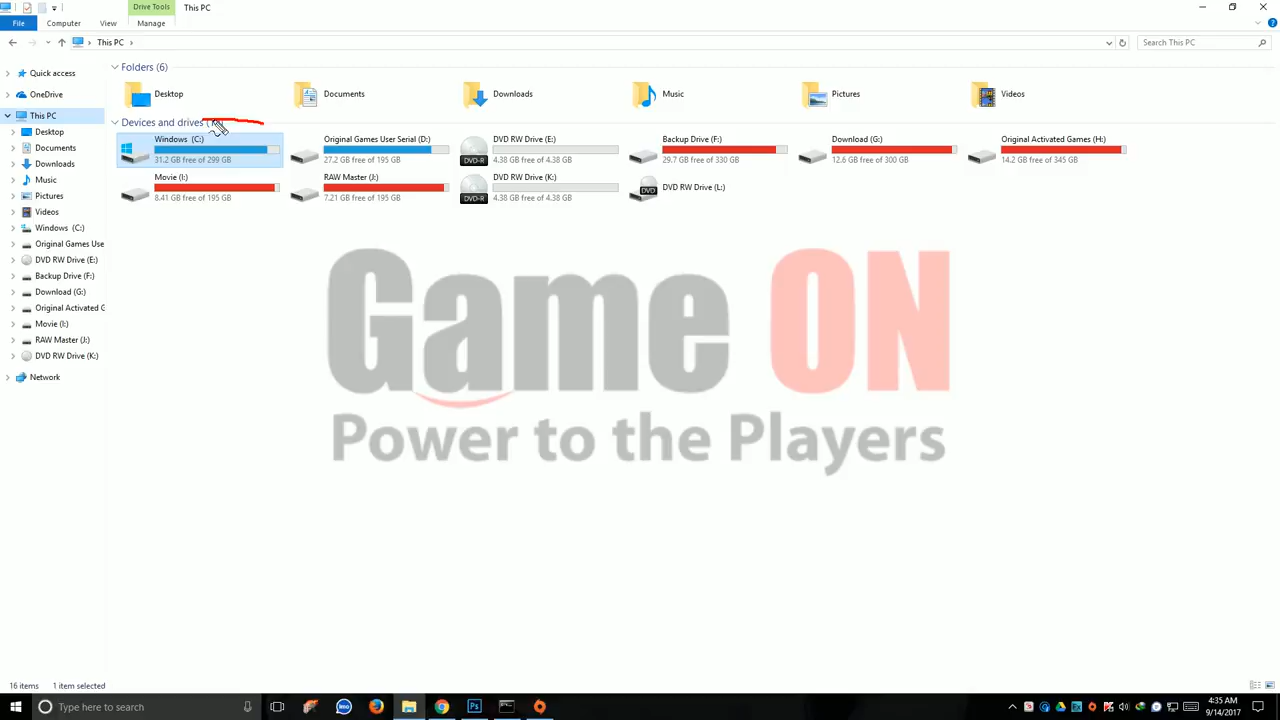 Drive Tools
This PC
File
Computer
View
Manage
This PC
Search This PC
Quick access
OneDrive
This PC
Desktop
Documents
Downloads
Music
Pictures
Videos
Windows (C:)
Original Games Use
DVD RW Drive (E:)
Backup Drive (F:)
Download (G:)
Original Activated G
Movie (I:)
RAW Master (J:)
DVD RW Drive (K:)
Network
Folders (6)
Desktop
Documents
Downloads
Music
Pictures
Videos
Devices and drives
Windows (C:)
31.2 GB free of 299 GB
Original Games User Serial (D:)
27.2 GB free of 195 GB
DVD RW Drive (E:)
4.38 GB free of 4.38 GB
DVD-R
Backup Drive (F:)
29.7 GB free of 330 GB
Download (G:)
12.6 GB free of 300 GB
Original Activated Games (H:)
14.2 GB free of 345 GB
Movie (I:)
8.41 GB free of 195 GB
RAW Master (J:)
7.21 GB free of 195 GB
DVD RW Drive (K:)
4.38 GB free of 4.38 GB
DVD-R
DVD RW Drive (L:)
DVD
Game ON
Power to the Players
16 items
1 item selected
Type here to search
imo
Ps
4:35 AM
9/14/2017